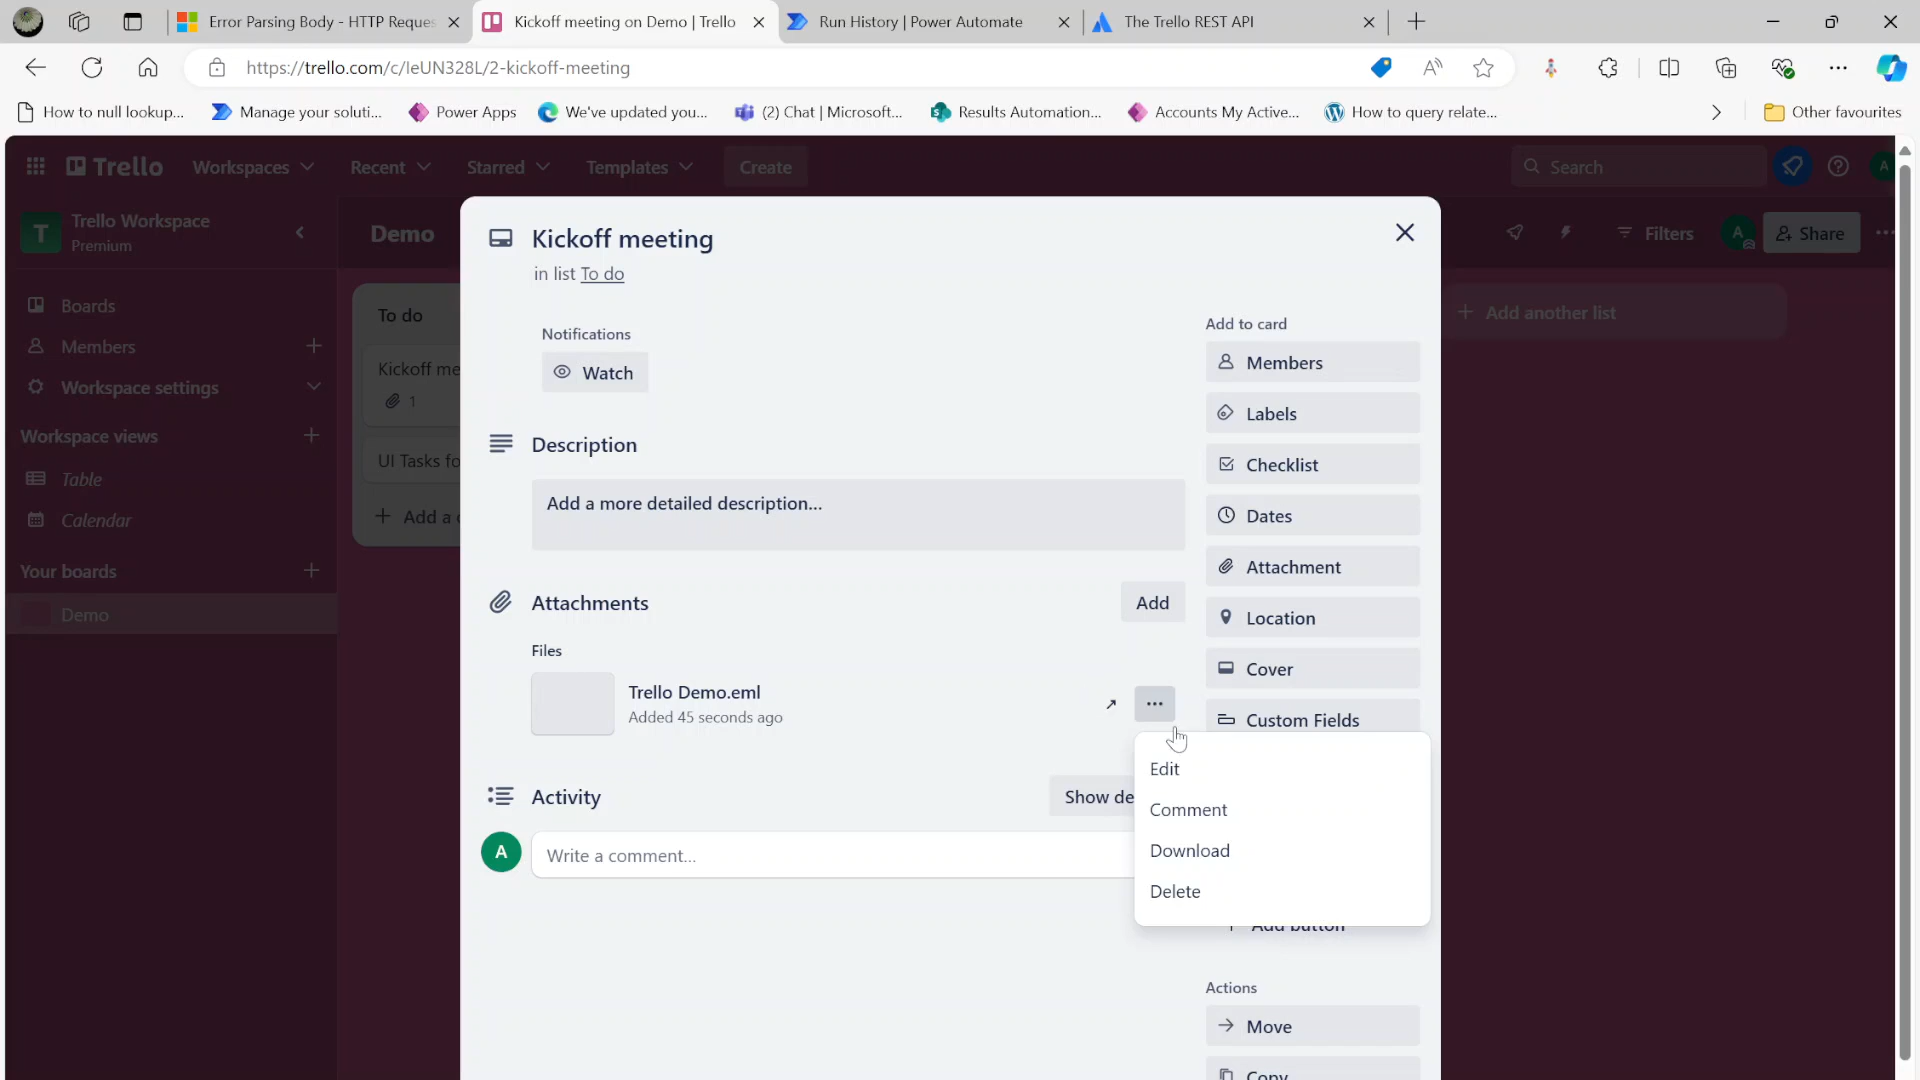 Error Parsing Body - HTTP Reques
Kickoff meeting on Demo | Trello
Run History | Power Automate
The Trello REST API
https://trello.com/c/leUN328L/2-kickoff-meeting
How to null lookup...
Manage your soluti...
Power Apps
We've updated you...
(2) Chat | Microsoft...
Results Automation...
Accounts My Active...
How to query relate...
Other favourites
Trello
Workspaces
Recent
Starred
Templates
Create
Search
A
T
Trello Workspace
Premium
Demo
Filters
A
Share
Boards
Members
Workspace settings
Workspace views
Table
Calendar
Your boards
Demo
To do
Kickoff me
1
UI Tasks fo
Add a c
Add another list
Kickoff meeting
in list To do
Notifications
Watch
Description
Add a more detailed description...
Attachments
Add
Files
Trello Demo.eml
Added 45 seconds ago
Activity
Show de
A
Write a comment...
Add to card
Members
Labels
Checklist
Dates
Attachment
Location
Cover
Custom Fields
Edit
Comment
Download
Delete
Add button
Actions
Move
Copy